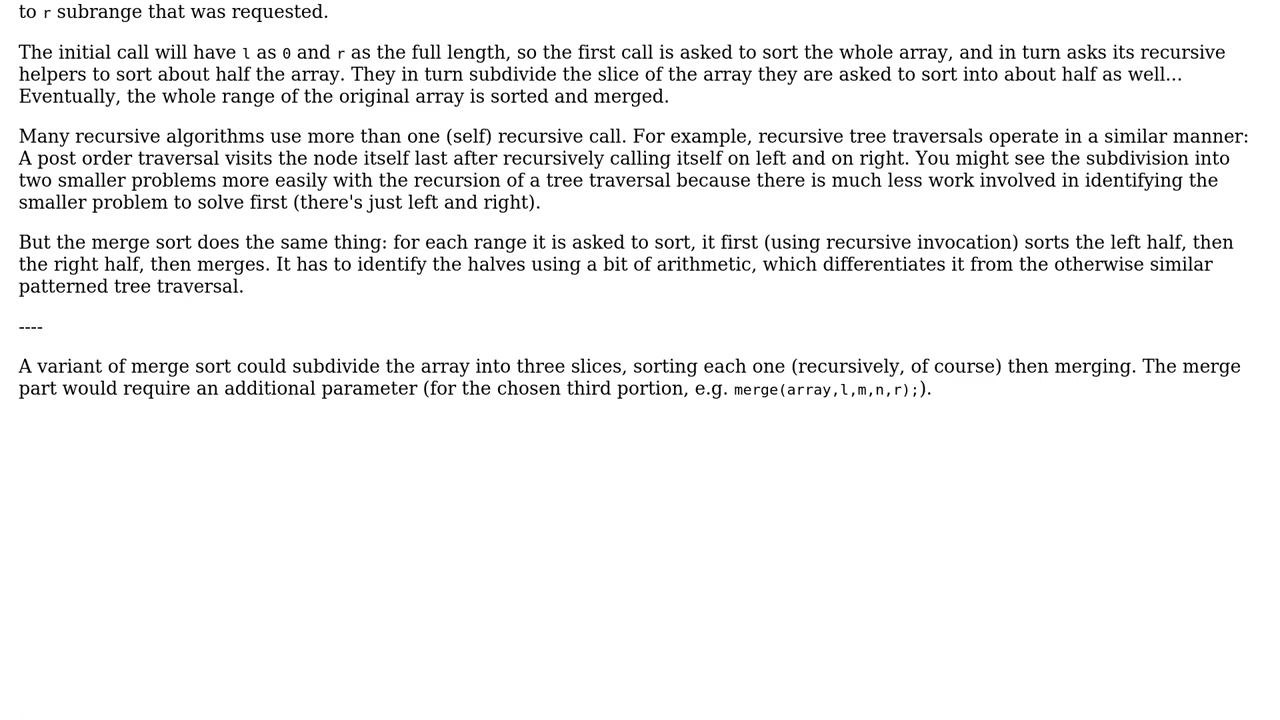 to r subrange that was requested.
The initial call will have l as 0 and r as the full length, so the first call is asked to sort the whole array, and in turn asks its recursive
helpers to sort about half the array. They in turn subdivide the slice of the array they are asked to sort into about half as well...
Eventually, the whole range of the original array is sorted and merged.
Many recursive algorithms use more than one (self) recursive call. For example, recursive tree traversals operate in a similar manner:
A post order traversal visits the node itself last after recursively calling itself on left and on right. You might see the subdivision into
two smaller problems more easily with the recursion of a tree traversal because there is much less work involved in identifying the
smaller problem to solve first (there's just left and right).
But the merge sort does the same thing: for each range it is asked to sort, it first (using recursive invocation) sorts the left half, then
the right half, then merges. It has to identify the halves using a bit of arithmetic, which differentiates it from the otherwise similar
patterned tree traversal.
----
A variant of merge sort could subdivide the array into three slices, sorting each one (recursively, of course) then merging. The merge
part would require an additional parameter (for the chosen third portion, e.g. merge(array,l,m,n,r);).